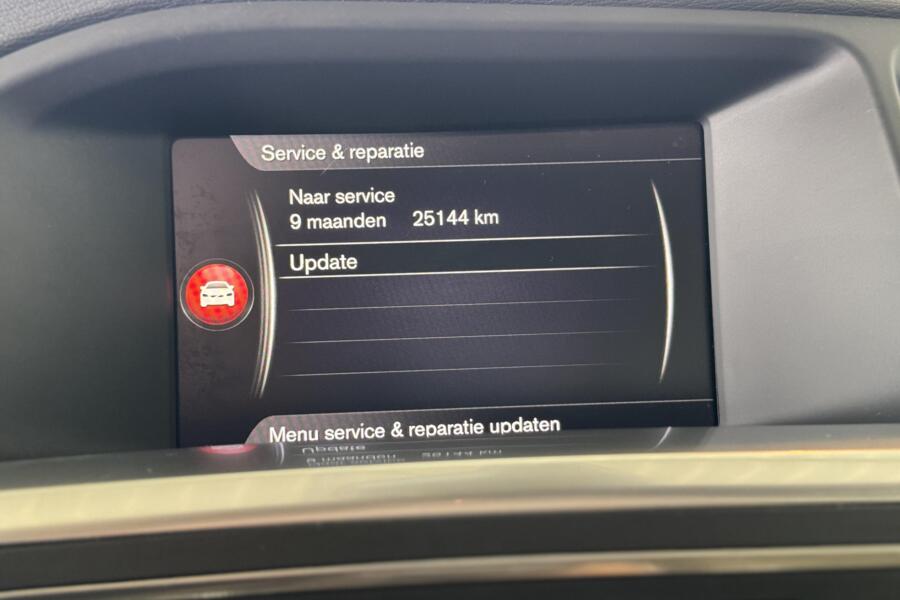 Service & reparatie
Naar service
9 maanden 25144 km
Update
Menu service & reparatie updaten